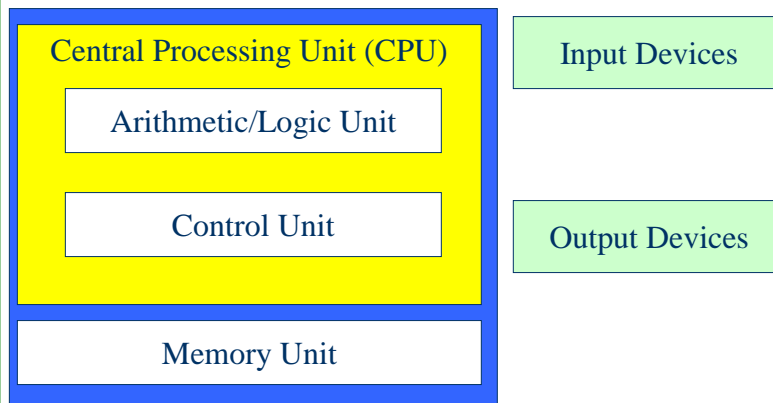 Central Processing Unit (CPU)
Arithmetic/Logic Unit
Control Unit
Memory Unit
Input Devices
Output Devices